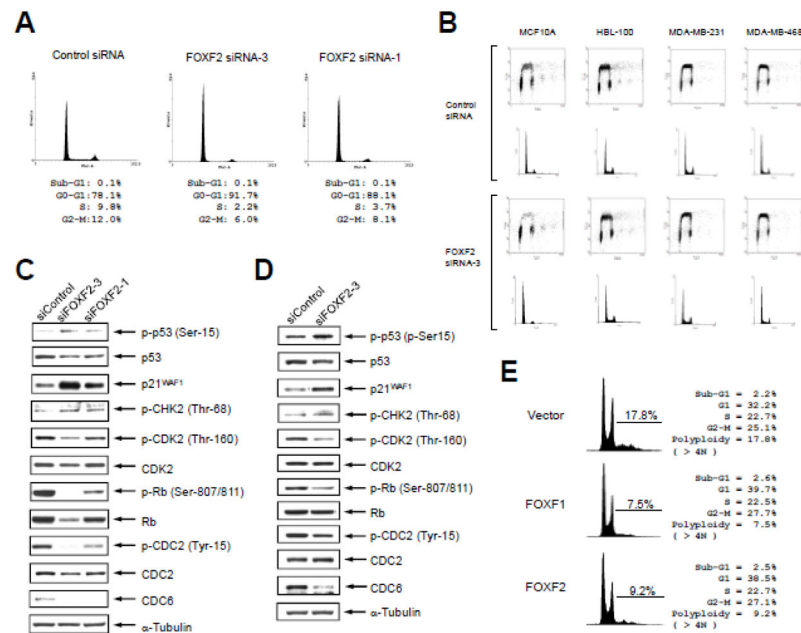 A
Control siRNA
FOXF2 siRNA-3
FOXF2 siRNA-1
Sub-G1: 0.1%
G0-G1:78.1%
S: 9.8%
G2-M:12.0%
Sub-G1: 0.1%
G0-G1:91.7%
S: 2.2%
G2-M: 6.0%
Sub-G1: 0.1%
G0-G1:88.1%
S: 3.7%
G2-M: 8.1%
B
MCF10A
HBL-100
MDA-MB-231
MDA-MB-468
Control
siRNA
FOXF2
siRNA-3
C
siControl
siFOXF2-3
siFOXF2-1
p-p53 (Ser-15)
p53
p21WAF1
p-CHK2 (Thr-68)
p-CDK2 (Thr-160)
CDK2
p-Rb (Ser-807/811)
Rb
p-CDC2 (Tyr-15)
CDC2
CDC6
α-Tubulin
D
siControl
siFOXF2-3
p-p53 (p-Ser15)
p53
p21WAF1
p-CHK2 (Thr-68)
p-CDK2 (Thr-160)
CDK2
p-Rb (Ser-807/811)
Rb
p-CDC2 (Tyr-15)
CDC2
CDC6
α-Tubulin
E
Vector
17.8%
Sub-G1 = 2.2%
G1 = 32.2%
S = 22.7%
G2-M = 25.1%
Polyploidy = 17.8%
( > 4N )
FOXF1
7.5%
Sub-G1 = 2.6%
G1 = 39.7%
S = 22.5%
G2-M = 27.7%
Polyploidy = 7.5%
( > 4N )
FOXF2
9.2%
Sub-G1 = 2.5%
G1 = 38.5%
S = 22.7%
G2-M = 27.1%
Polyploidy = 9.2%
( > 4N )